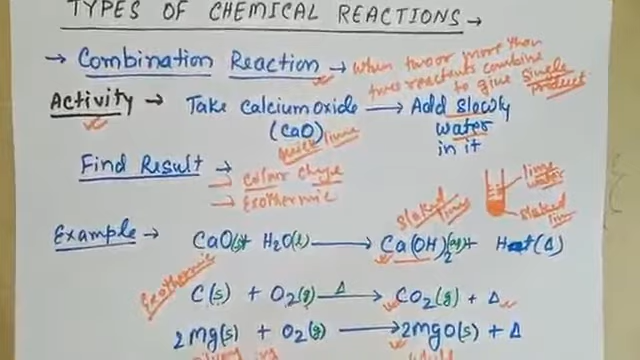 TYPES OF CHEMICAL REACTIONS →
→ Combination Reaction → When two or more than
two reactants combine
to give Single
Product
Activity → Take Calcium oxide → Add slowly
(CaO) water
Quick lime in it
Find Result →
→ Colour change
→ Exothermic
lime
water
slaked
lim
slaked
lime
Example → CaO(s)+ H2O(l) → Ca(OH)2(aq)+ Heat(Δ)
Exothermic
C(s) + O2(g) Δ→ CO2(g) + Δ
2Mg(s) + O2(g) → 2MgO(s) + Δ